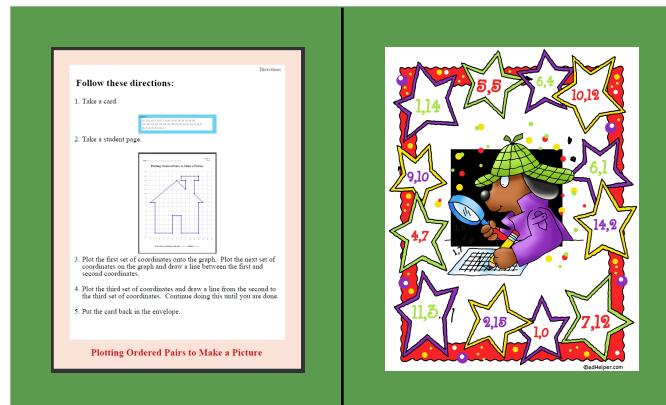 Directions
Follow these directions:
1. Take a card.
2. Take a student page.
Plotting Ordered Pairs to Make a Picture
3. Plot the first set of coordinates onto the graph. Plot the next set of
coordinates on the graph and draw a line between the first and
second coordinates.
4. Plot the third set of coordinates and draw a line from the second to
the third set of coordinates. Continue doing this until you are done.
5. Put the card back in the envelope.
Plotting Ordered Pairs to Make a Picture
5,5
6,4
10,12
1,14
6,1
9,10
14,2
4,7
1,7
11,3
2,15
1,0
7,12
©edHelper.com